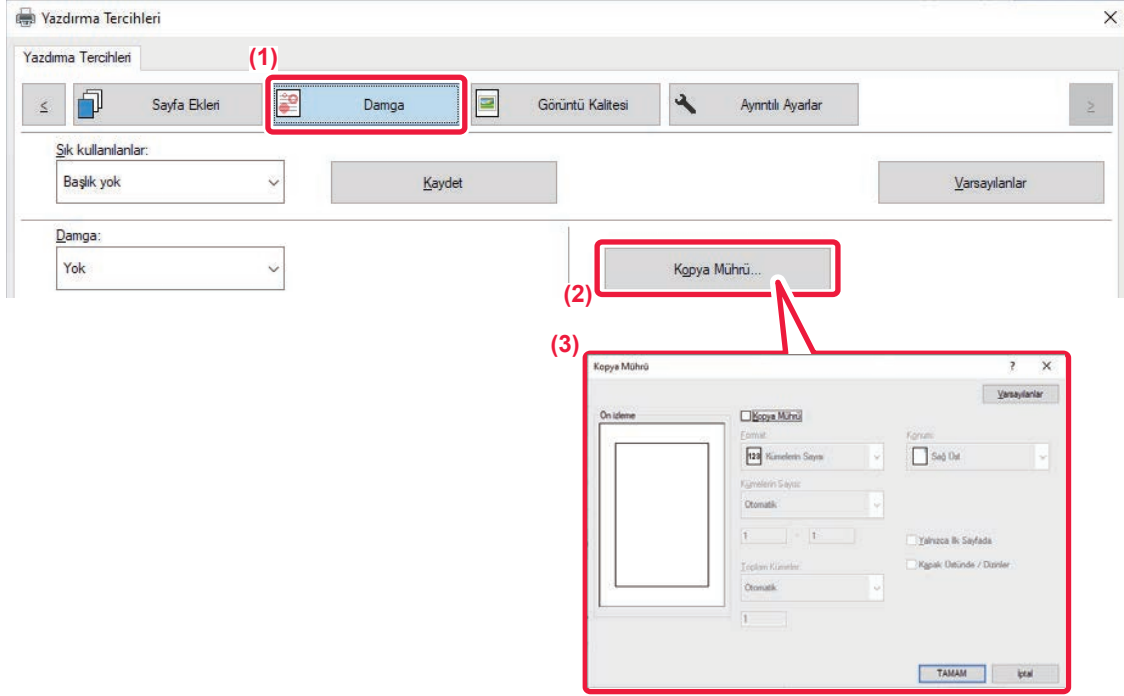 Yazdırma Tercihleri
Yazdırma Tercihleri
(1)
<
Sayfa Ekleri
Damga
Görüntü Kalitesi
Ayrıntılı Ayarlar
>
Sık kullanılanlar:
Başlık yok
Kaydet
Varsayılanlar
Damga:
Yok
Kopya Mührü...
(2)
(3)
Kopya Mührü
?
Varsayılanlar
Ön izleme
Kopya Mührü
Format:
123 Kümelerin Sayısı
Konum:
Sağ Üst
Kümelerin Sayısı:
Otomatik
1 - 1
Yalnızca İlk Sayfada
Toplam Kümeler:
Kapak Üstünde / Dizinler
Otomatik
1
TAMAM
İptal